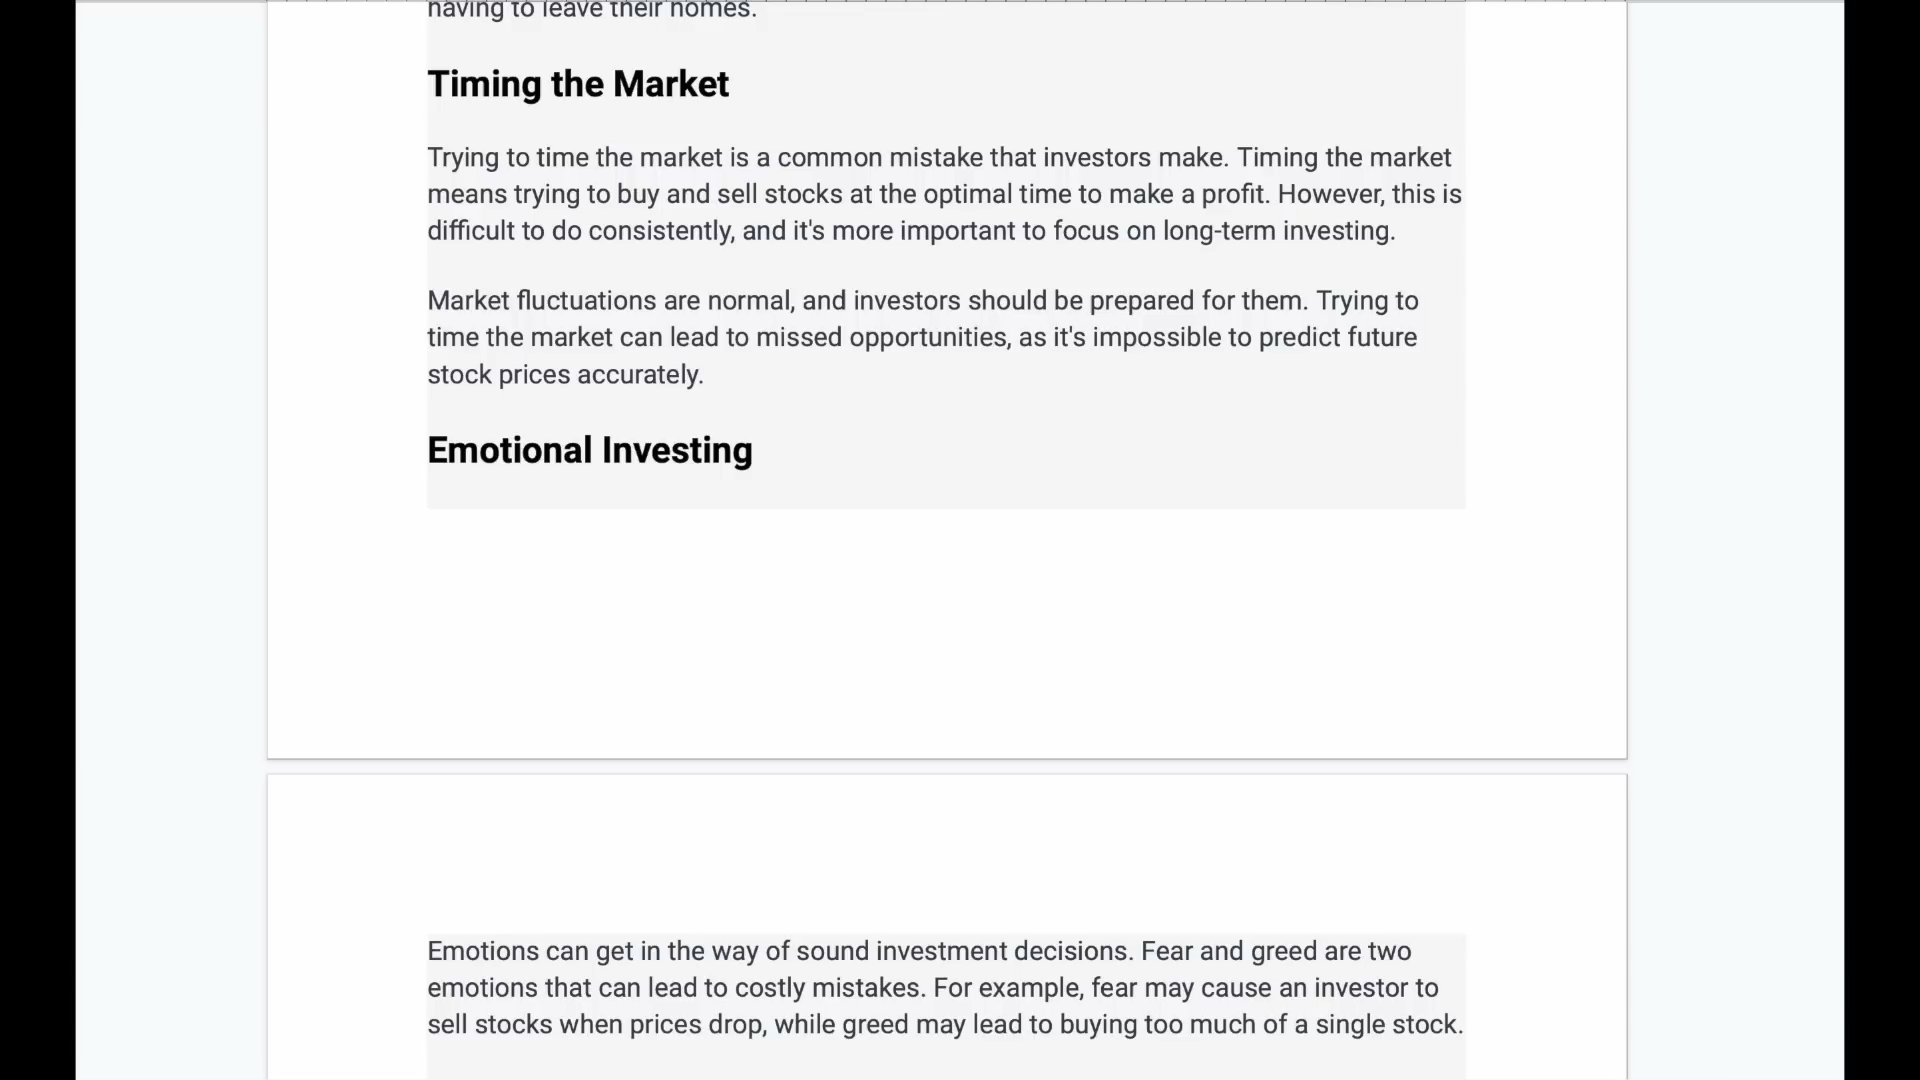 having to leave their homes.
Timing the Market
Trying to time the market is a common mistake that investors make. Timing the market
means trying to buy and sell stocks at the optimal time to make a profit. However, this is
difficult to do consistently, and it's more important to focus on long-term investing.
Market fluctuations are normal, and investors should be prepared for them. Trying to
time the market can lead to missed opportunities, as it's impossible to predict future
stock prices accurately.
Emotional Investing
Emotions can get in the way of sound investment decisions. Fear and greed are two
emotions that can lead to costly mistakes. For example, fear may cause an investor to
sell stocks when prices drop, while greed may lead to buying too much of a single stock.